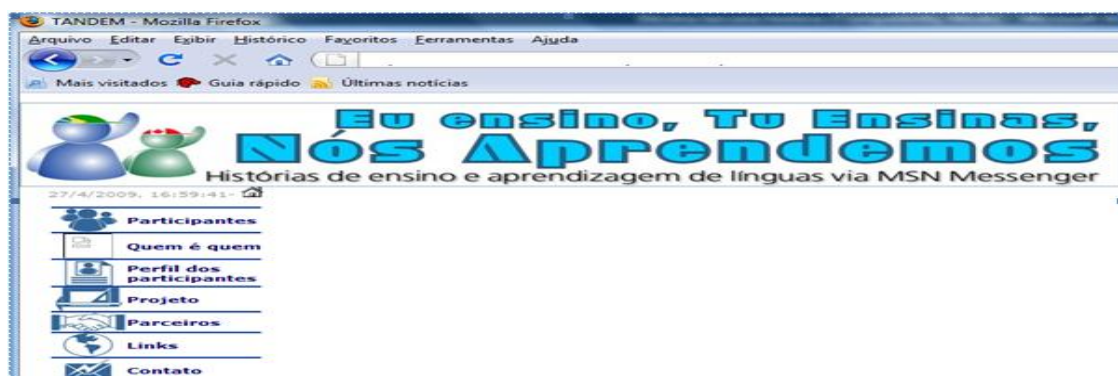 TANDEM - Mozilla Firefox
Arquivo Editar Exibir Histórico Favoritos Ferramentas Ajuda
Mais visitados Guia rápido Últimas notícias
Eu ensino, Tu Ensinas,
Nós Aprendemos
Histórias de ensino e aprendizagem de línguas via MSN Messenger
27/4/2009, 16:59:41-
Participantes
Quem é quem
Perfil dos
participantes
Projeto
Parceiros
Links
Contato